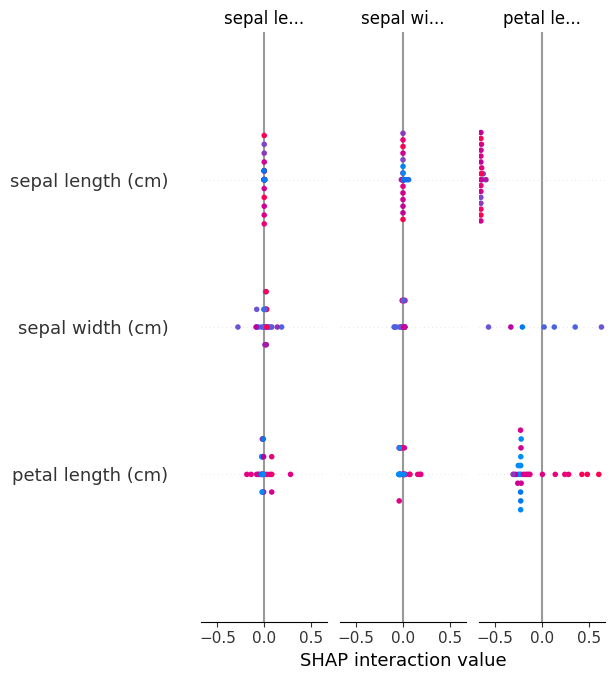 sepal le... sepal wi... petal le...
sepal length (cm)
sepal width (cm)
petal length (cm)
−0.5 0.0 0.5 −0.5 0.0 0.5 −0.5 0.0 0.5
SHAP interaction value